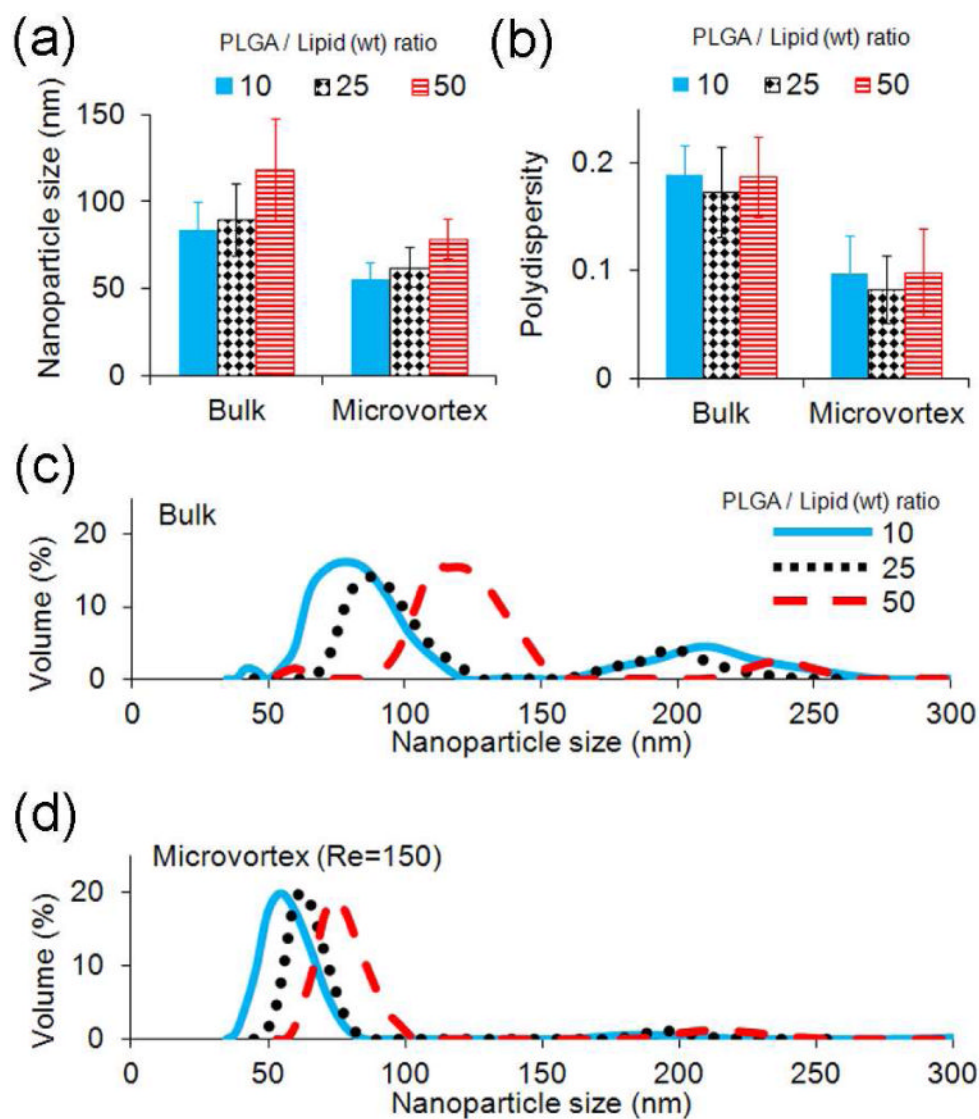 (a)
PLGA / Lipid (wt) ratio
10 25 50
Nanoparticle size (nm)
150
100
50
0
Bulk Microvortex
(b)
PLGA / Lipid (wt) ratio
10 25 50
Polydispersity
0.2
0.1
0
Bulk Microvortex
(c)
Bulk
PLGA / Lipid (wt) ratio
10
25
50
Volume (%)
20
10
0
0 50 100 150 200 250 300
Nanoparticle size (nm)
(d)
Microvortex (Re=150)
Volume (%)
20
10
0
0 50 100 150 200 250 300
Nanoparticle size (nm)